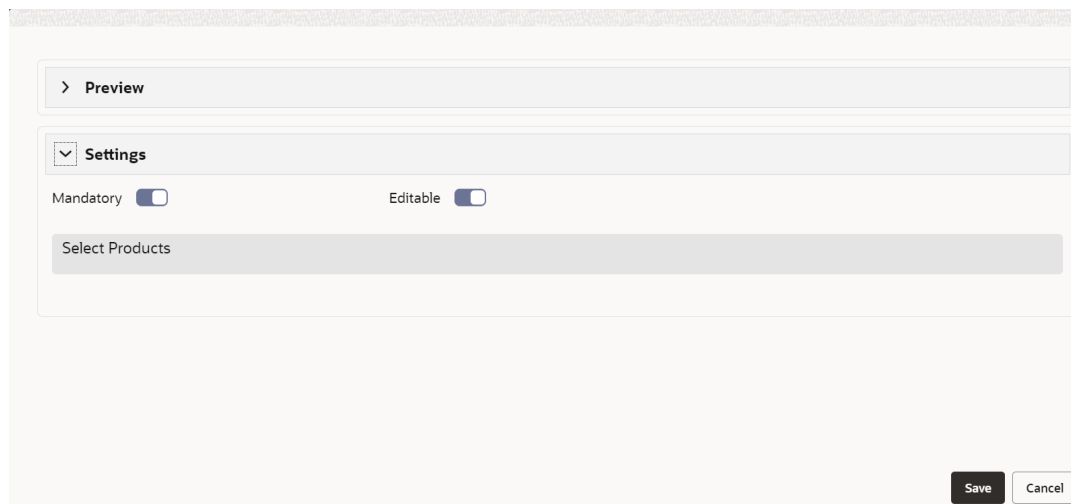 Preview
Settings
Mandatory Editable
Select Products
Save Cancel